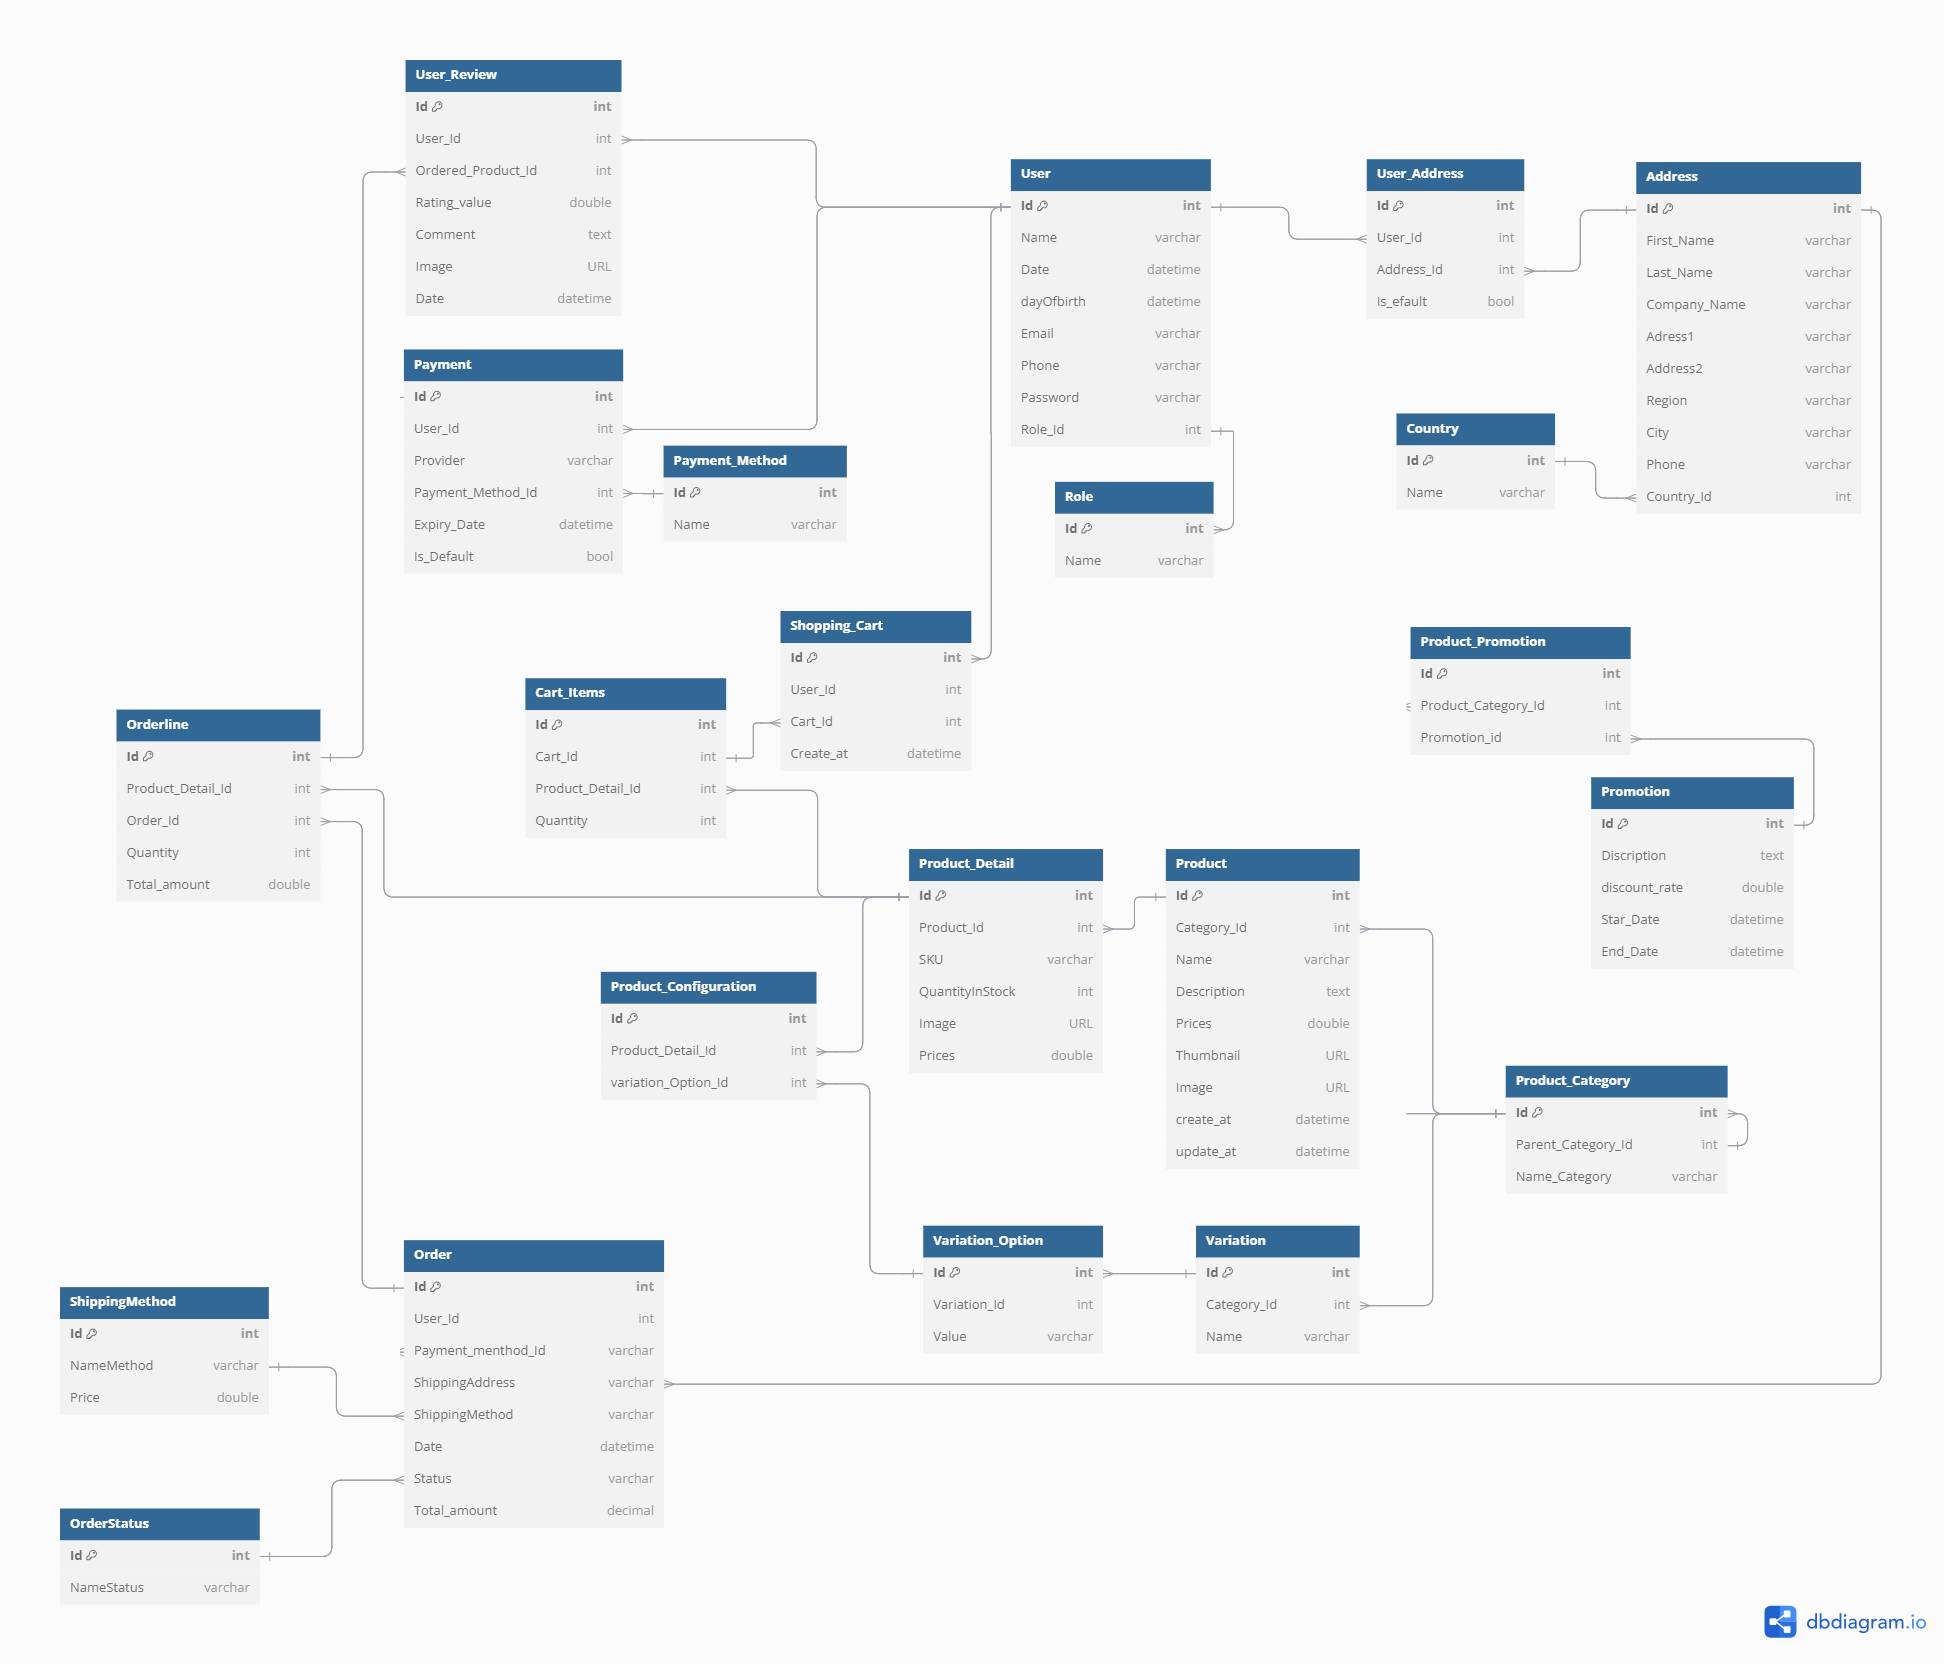 User_Review
Id int
User_Id int
Ordered_Product_Id int
Rating_value double
Comment text
Image URL
Date datetime
User
Id int
Name varchar
Date datetime
dayOfbirth datetime
Email varchar
Phone varchar
Password varchar
Role_Id int
User_Address
Id int
User_Id int
Address_Id int
Is_efault bool
Address
Id int
First_Name varchar
Last_Name varchar
Company_Name varchar
Adress1 varchar
Address2 varchar
Region varchar
City varchar
Phone varchar
Country_Id int
Payment
Id int
User_Id int
Provider varchar
Payment_Method_Id int
Expiry_Date datetime
Is_Default bool
Payment_Method
Id int
Name varchar
Role
Id int
Name varchar
Country
Id int
Name varchar
Shopping_Cart
Id int
User_Id int
Cart_Id int
Create_at datetime
Product_Promotion
Id int
Product_Category_Id int
Promotion_id int
Cart_Items
Id int
Cart_Id int
Product_Detail_Id int
Quantity int
Orderline
Id int
Product_Detail_Id int
Order_Id int
Quantity int
Total_amount double
Promotion
Id int
Discription text
discount_rate double
Star_Date datetime
End_Date datetime
Product_Detail
Id int
Product_Id int
SKU varchar
QuantityInStock int
Image URL
Prices double
Product
Id int
Category_Id int
Name varchar
Description text
Prices double
Thumbnail URL
Image URL
create_at datetime
update_at datetime
Product_Configuration
Id int
Product_Detail_Id int
variation_Option_Id int
Product_Category
Id int
Parent_Category_Id int
Name_Category varchar
Variation_Option
Id int
Variation_Id int
Value varchar
Variation
Id int
Category_Id int
Name varchar
Order
Id int
User_Id int
Payment_menthod_Id varchar
ShippingAddress varchar
ShippingMethod varchar
Date datetime
Status varchar
Total_amount decimal
ShippingMethod
Id int
NameMethod varchar
Price double
OrderStatus
Id int
NameStatus varchar
dbdiagram.io